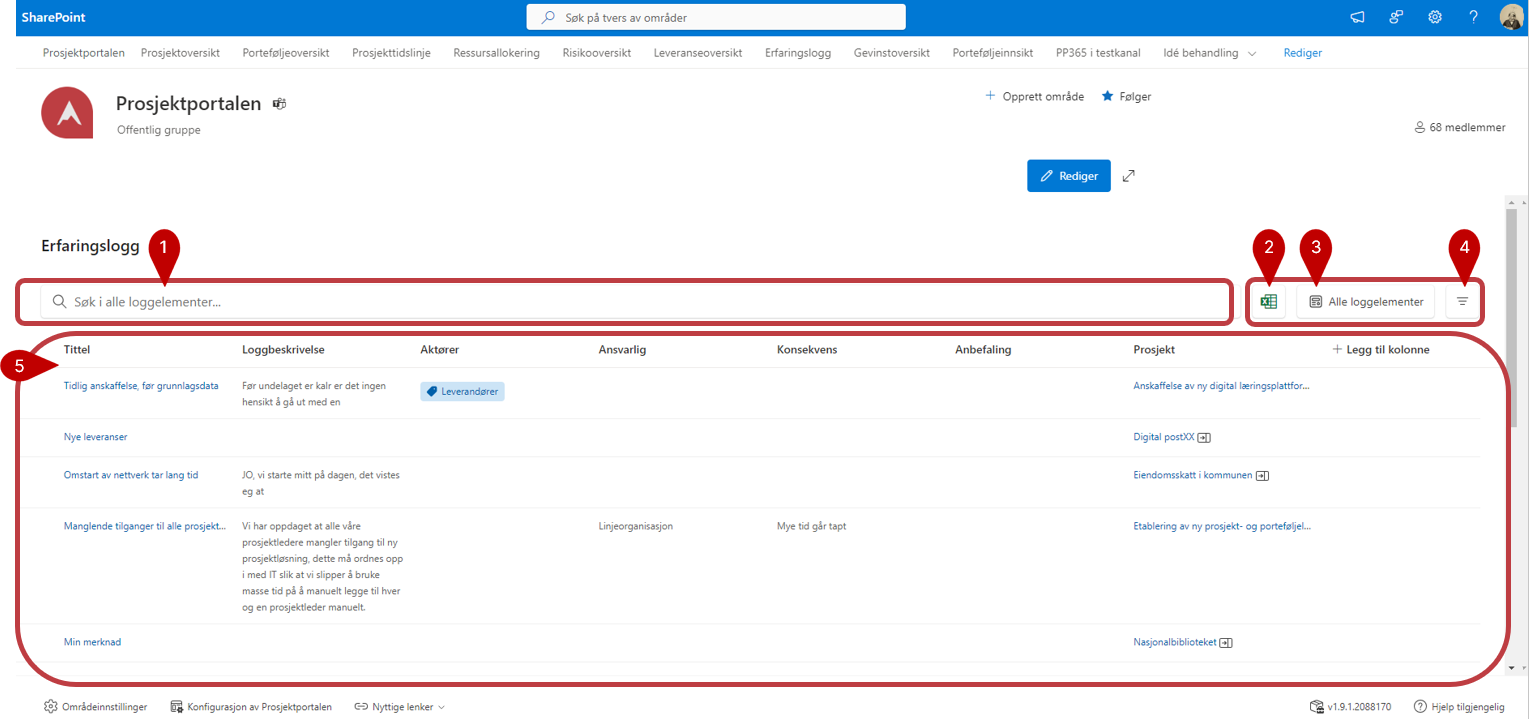 SharePoint
Søk på tvers av områder
?
Prosjektportalen Prosjektoversikt Porteføljeoversikt Prosjekttidslinje Ressursallokering Risikooversikt Leveranseoversikt Erfaringslogg Gevinstoversikt Porteføljeinnsikt PP365 i testkanal Idé behandling Rediger
Prosjektportalen
Offentlig gruppe
+ Opprett område Følger
68 medlemmer
Rediger
Erfaringslogg
1
2
3
4
Søk i alle loggelementer...
Alle loggelementer
5
Tittel Loggbeskrivelse Aktører Ansvarlig Konsekvens Anbefaling Prosjekt + Legg til kolonne
Tidlig anskaffelse, før grunnlagsdata
Før undelaget er kalr er det ingen
hensikt å gå ut med en
Leverandører
Anskaffelse av ny digital læringsplattfor...
Nye leveranser
Digital postXX
Omstart av nettverk tar lang tid
JO, vi starte mitt på dagen, det vistes
eg at
Eiendomsskatt i kommunen
Manglende tilganger til alle prosjekt...
Vi har oppdaget at alle våre
prosjektledere mangler tilgang til ny
prosjektløsning, dette må ordnes opp
i med IT slik at vi slipper å bruke
masse tid på å manuelt legge til hver
og en prosjektleder manuelt.
Linjeorganisasjon
Mye tid går tapt
Etablering av ny prosjekt- og porteføljel...
Min merknad
Nasjonalbiblioteket
Områdeinnstillinger Konfigurasjon av Prosjektportalen Nyttige lenker
v1.9.1.2088170 Hjelp tilgjengelig